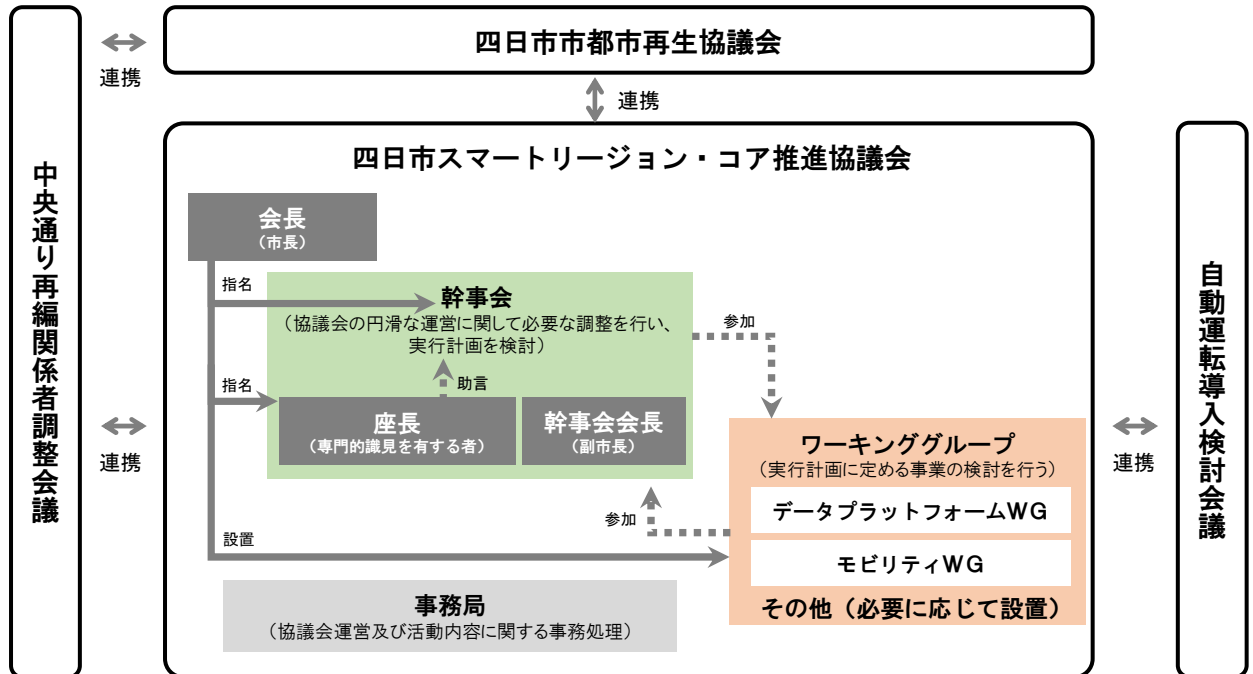 四日市市都市再生協議会
連携
連携
中央通り再編関係者調整会議
四日市スマートリージョン・コア推進協議会
会長
（市長）
指名
幹事会
（協議会の円滑な運営に関して必要な調整を行い、
実行計画を検討）
参加
助言
指名
座長
（専門的識見を有する者）
幹事会会長
（副市長）
連携
ワーキンググループ
（実行計画に定める事業の検討を行う）
データプラットフォームＷＧ
モビリティＷＧ
その他（必要に応じて設置）
連携
自動運転導入検討会議
参加
設置
事務局
（協議会運営及び活動内容に関する事務処理）